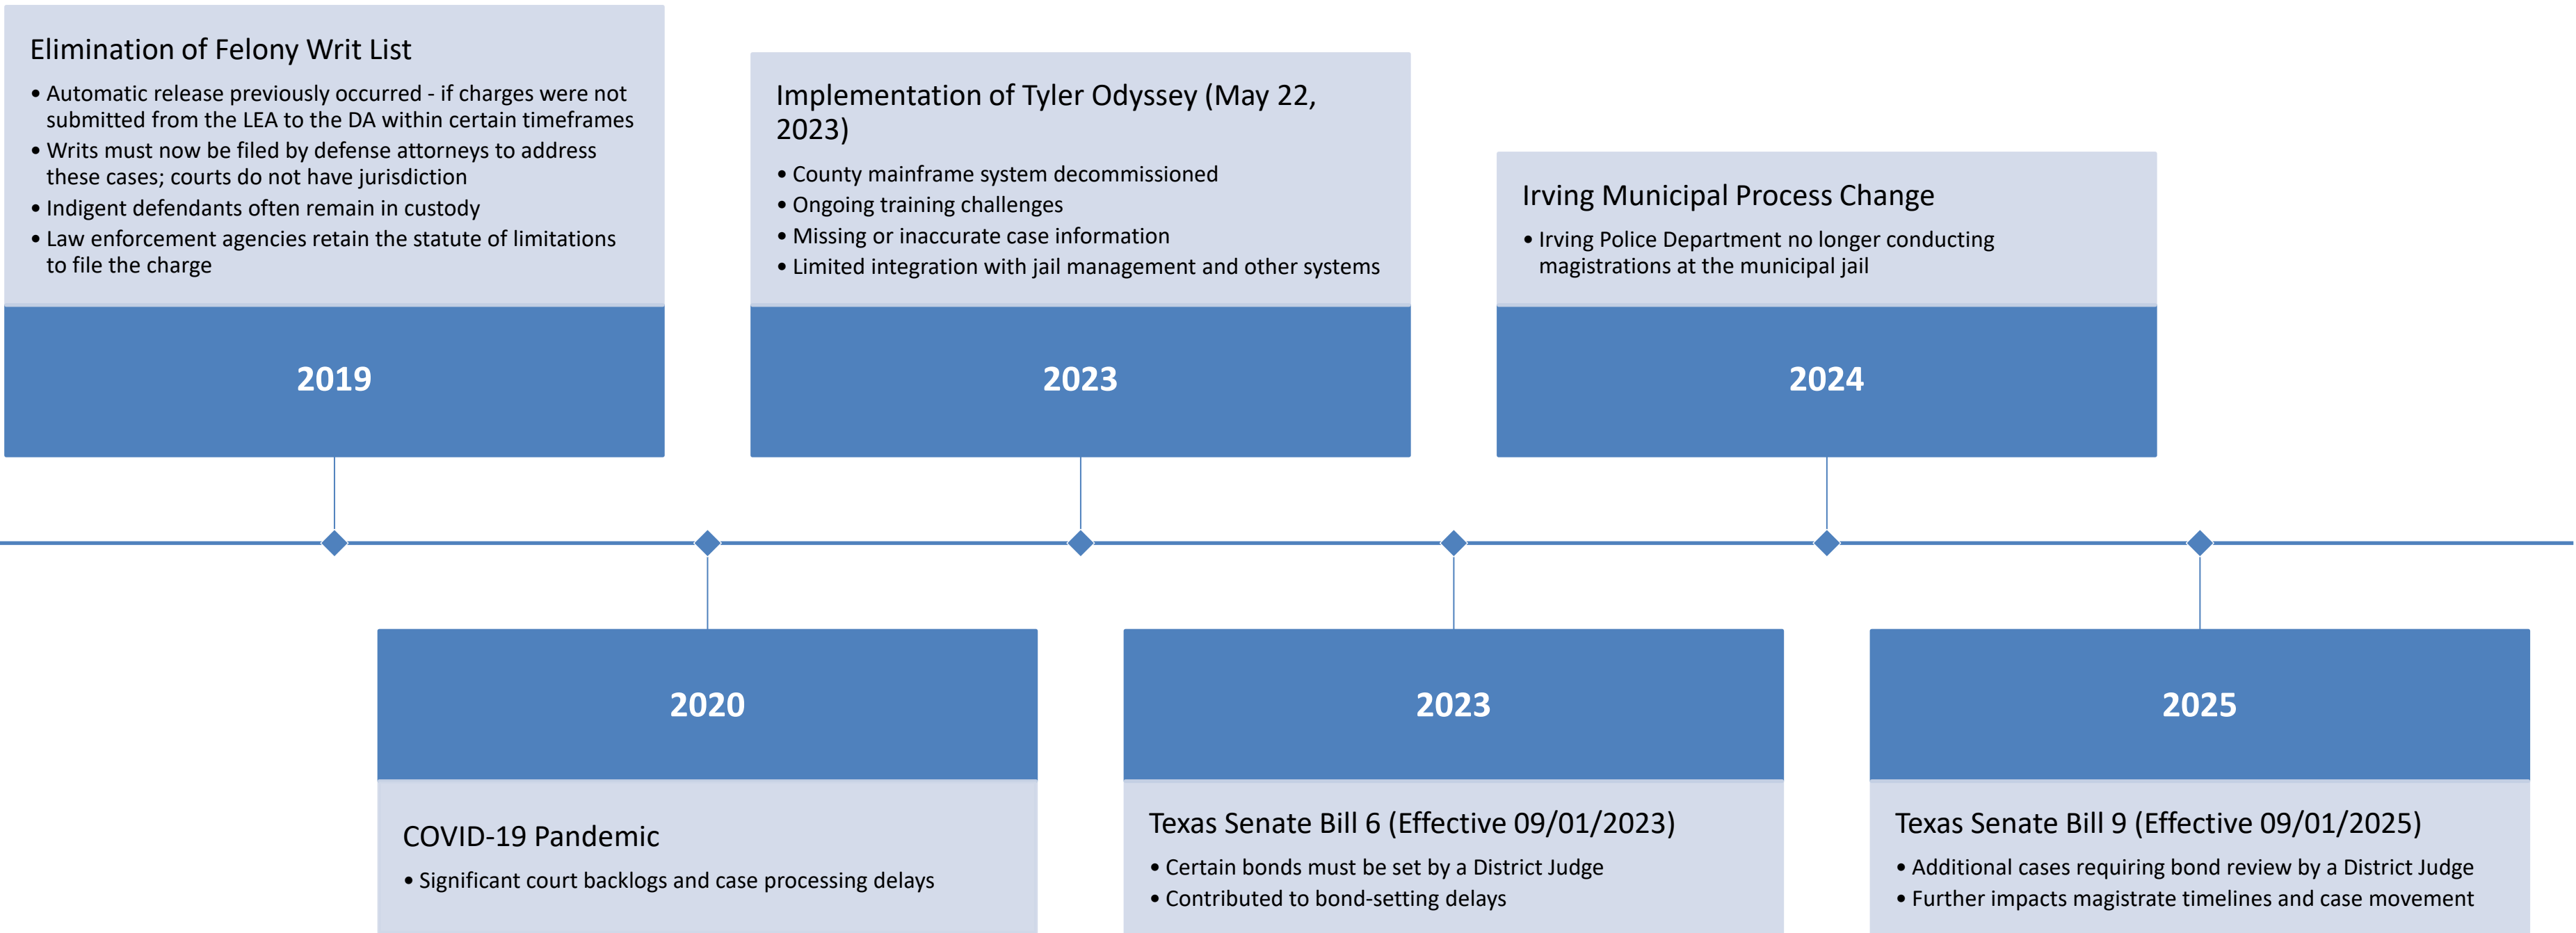 Elimination of Felony Writ List
• Automatic release previously occurred - if charges were not
submitted from the LEA to the DA within certain timeframes
• Writs must now be filed by defense attorneys to address
these cases; courts do not have jurisdiction
• Indigent defendants often remain in custody
• Law enforcement agencies retain the statute of limitations
to file the charge
2019
2020
COVID-19 Pandemic
• Significant court backlogs and case processing delays
Implementation of Tyler Odyssey (May 22,
2023)
• County mainframe system decommissioned
• Ongoing training challenges
• Missing or inaccurate case information
• Limited integration with jail management and other systems
2023
2023
Texas Senate Bill 6 (Effective 09/01/2023)
• Certain bonds must be set by a District Judge
• Contributed to bond-setting delays
Irving Municipal Process Change
• Irving Police Department no longer conducting
magistrations at the municipal jail
2024
2025
Texas Senate Bill 9 (Effective 09/01/2025)
• Additional cases requiring bond review by a District Judge
• Further impacts magistrate timelines and case movement